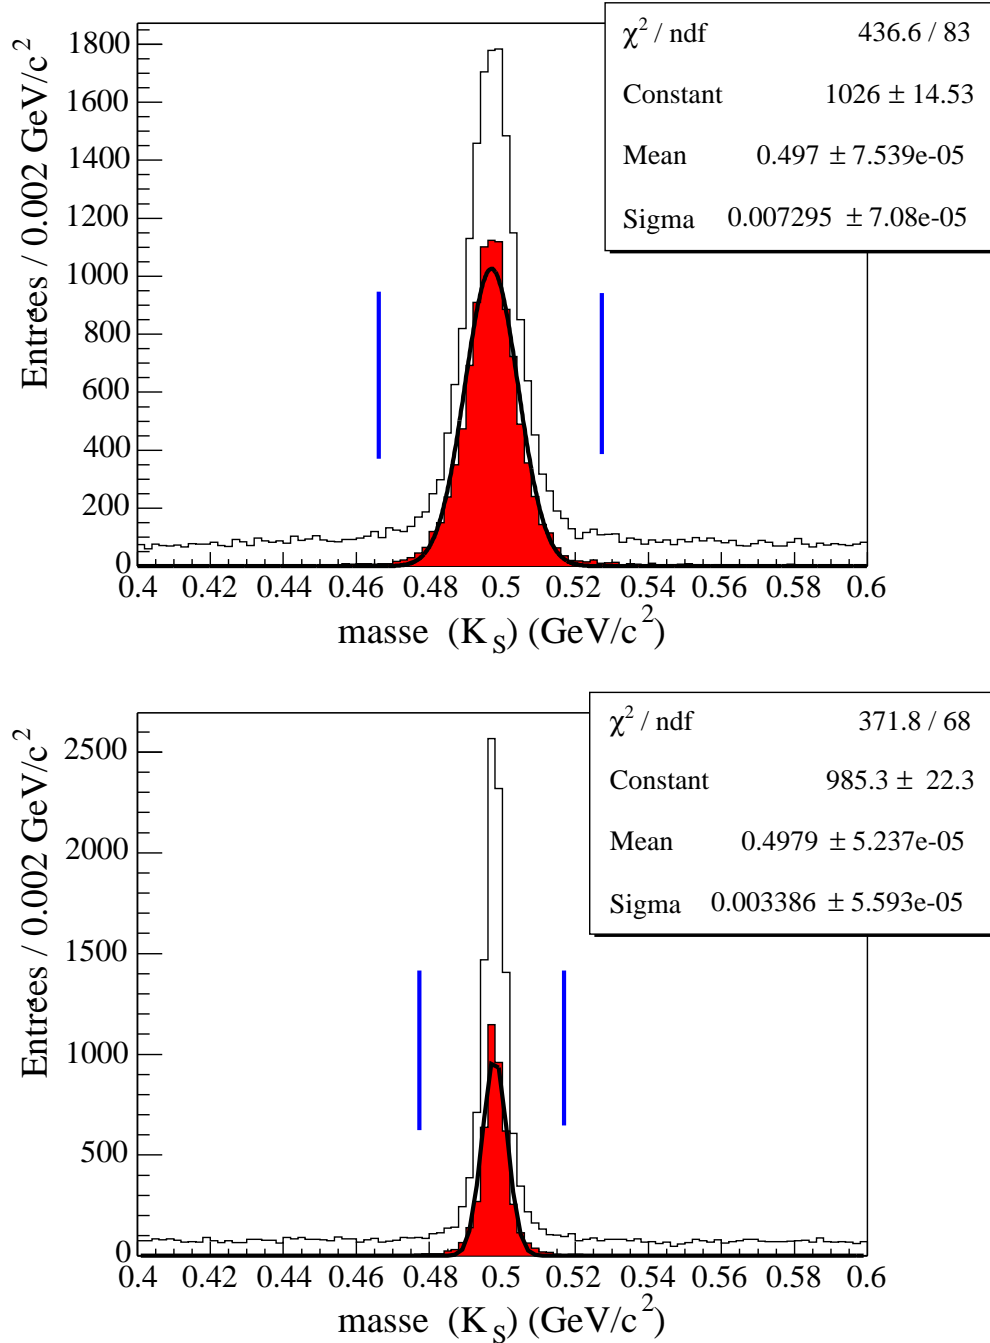 Entrées / 0.002 GeV/c²
1800
1600
1400
1200
1000
800
600
400
200
0
0.4 0.42 0.44 0.46 0.48 0.5 0.52 0.54 0.56 0.58 0.6
masse (K_S) (GeV/c²)
χ² / ndf 436.6 / 83
Constant 1026 ± 14.53
Mean 0.497 ± 7.539e-05
Sigma 0.007295 ± 7.08e-05
Entrées / 0.002 GeV/c²
2500
2000
1500
1000
500
0
0.4 0.42 0.44 0.46 0.48 0.5 0.52 0.54 0.56 0.58 0.6
masse (K_S) (GeV/c²)
χ² / ndf 371.8 / 68
Constant 985.3 ± 22.3
Mean 0.4979 ± 5.237e-05
Sigma 0.003386 ± 5.593e-05